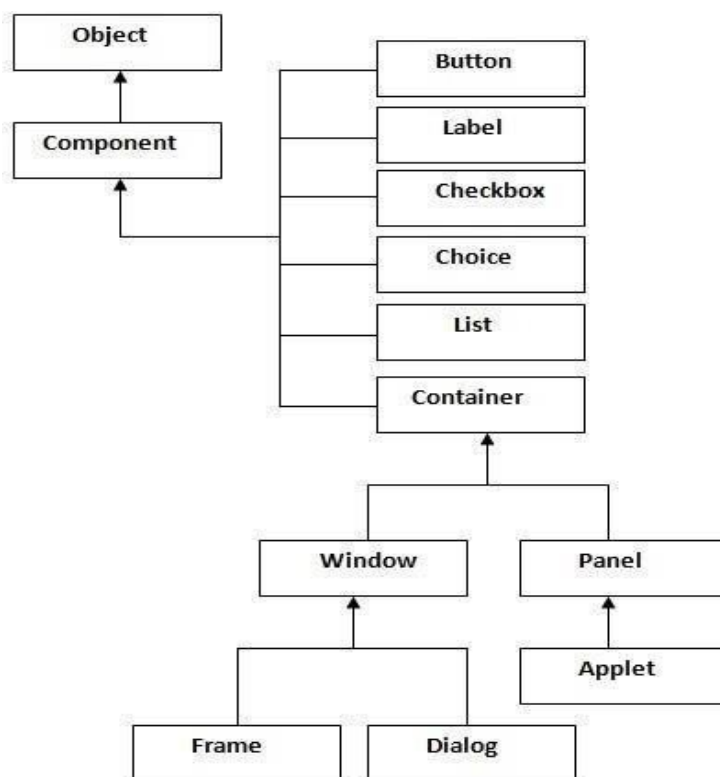 Object
Component
Button
Label
Checkbox
Choice
List
Container
Window
Panel
Applet
Frame
Dialog